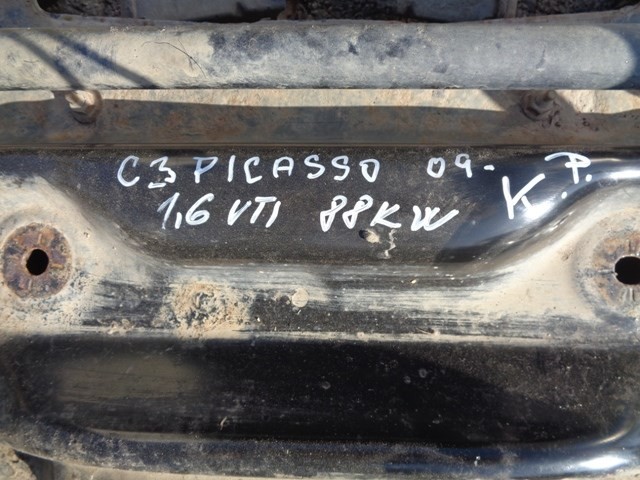 C3 PICASSO 09-
1,6 VTI 88KW K.P.